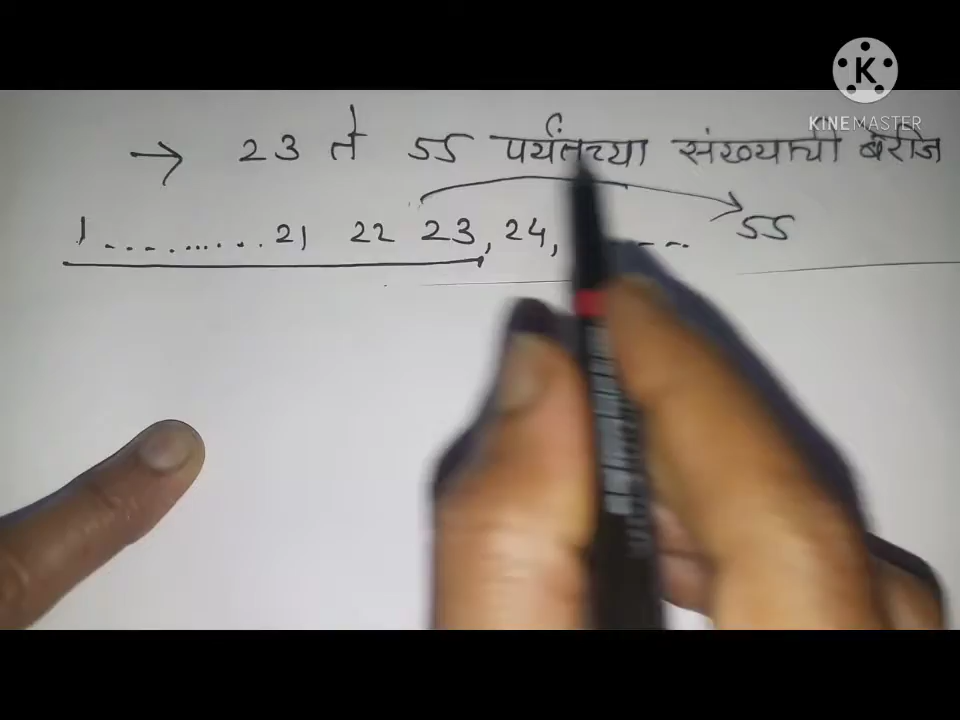 KINEMASTER
→ 23 ते 55 पर्यंतच्या संख्याची बेरीज
1 ......... 21 22 23, 24, --.. 55